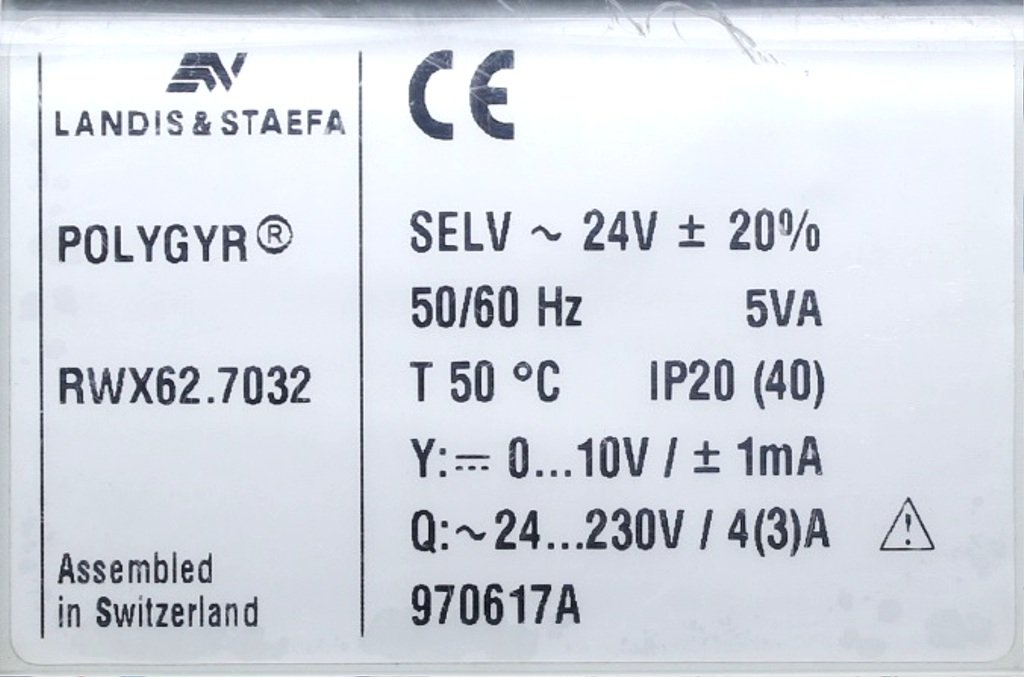 LANDIS & STAEFA
POLYGYR®
RWX62.7032
Assembled
in Switzerland
CE
SELV ~ 24V ± 20%
50/60 Hz 5VA
T 50 °C IP20 (40)
Y: ⎓ 0...10V / ± 1mA
Q: ~ 24...230V / 4(3)A ⚠
970617A